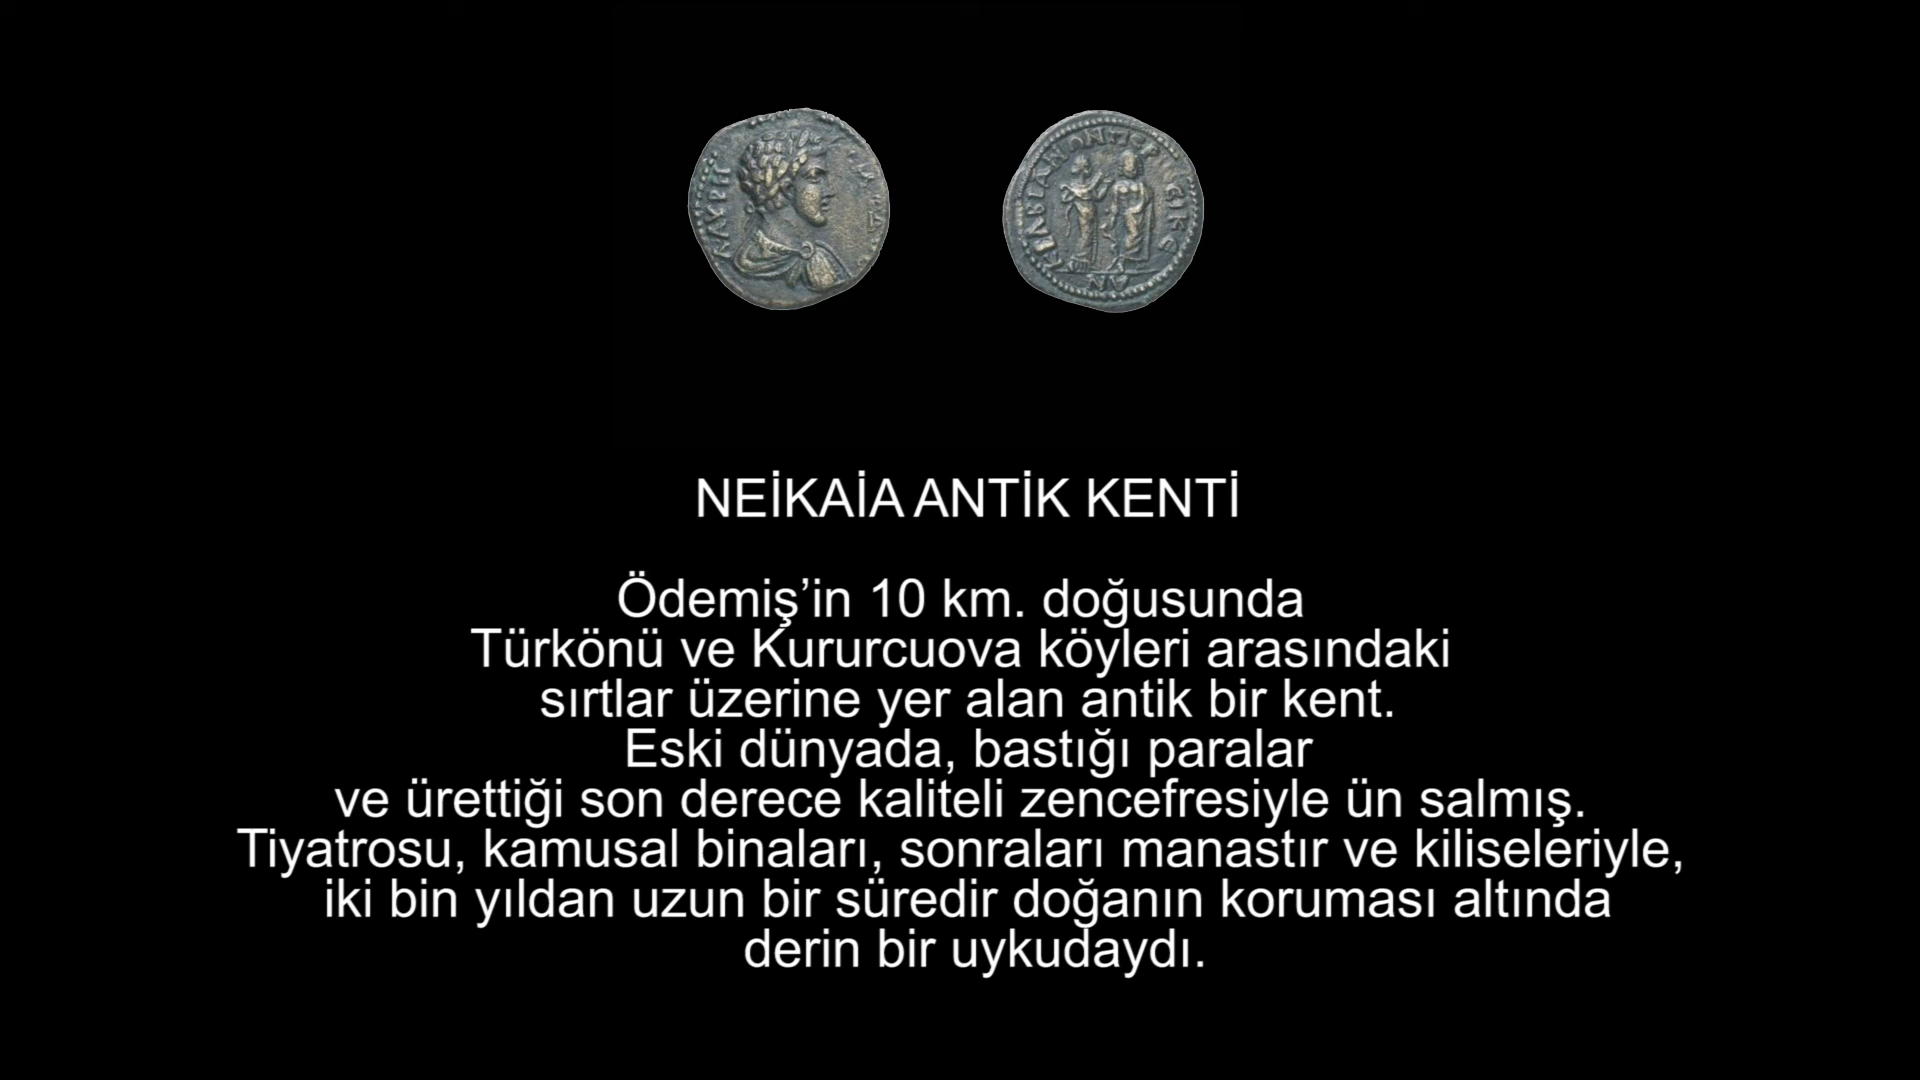 NEİKAİA ANTİK KENTİ
Ödemiş’in 10 km. doğusunda
Türkönü ve Kururcuova köyleri arasındaki
sırtlar üzerine yer alan antik bir kent.
Eski dünyada, bastığı paralar
ve ürettiği son derece kaliteli zencefresiyle ün salmış.
Tiyatrosu, kamusal binaları, sonraları manastır ve kiliseleriyle,
iki bin yıldan uzun bir süredir doğanın koruması altında
derin bir uykudaydı.